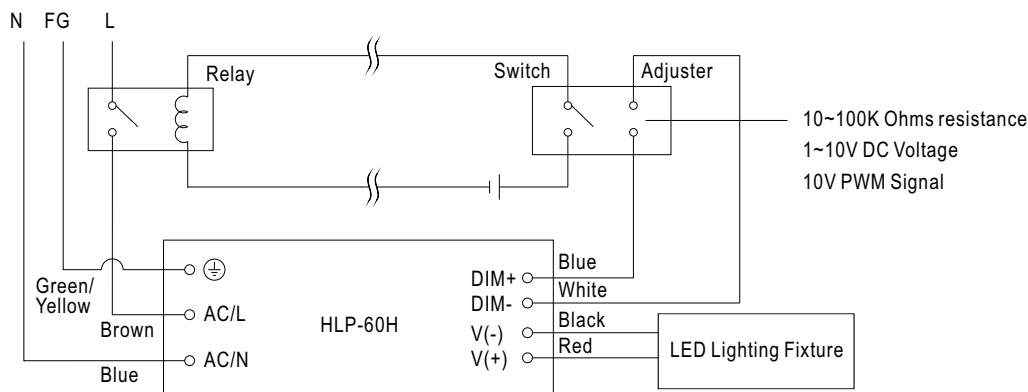 N FG L
Relay
Switch
Adjuster
10~100K Ohms resistance
1~10V DC Voltage
10V PWM Signal
Green/
Yellow
Brown
Blue
AC/L
AC/N
HLP-60H
DIM+
DIM-
V(-)
V(+)
Blue
White
Black
Red
LED Lighting Fixture